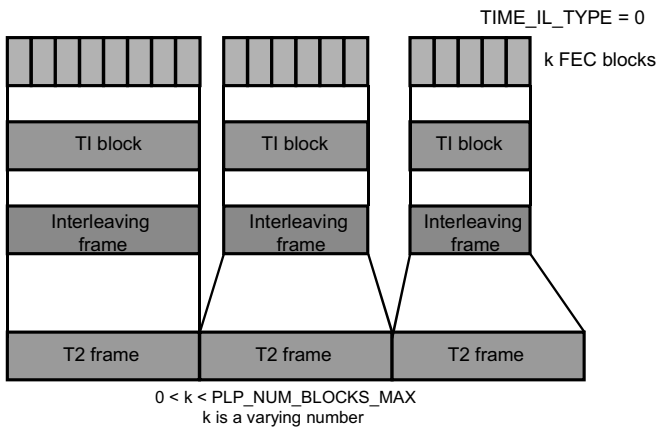 TIME_IL_TYPE = 0
k FEC blocks
TI block
TI block
TI block
Interleaving
frame
Interleaving
frame
Interleaving
frame
T2 frame
T2 frame
T2 frame
0 < k < PLP_NUM_BLOCKS_MAX
k is a varying number